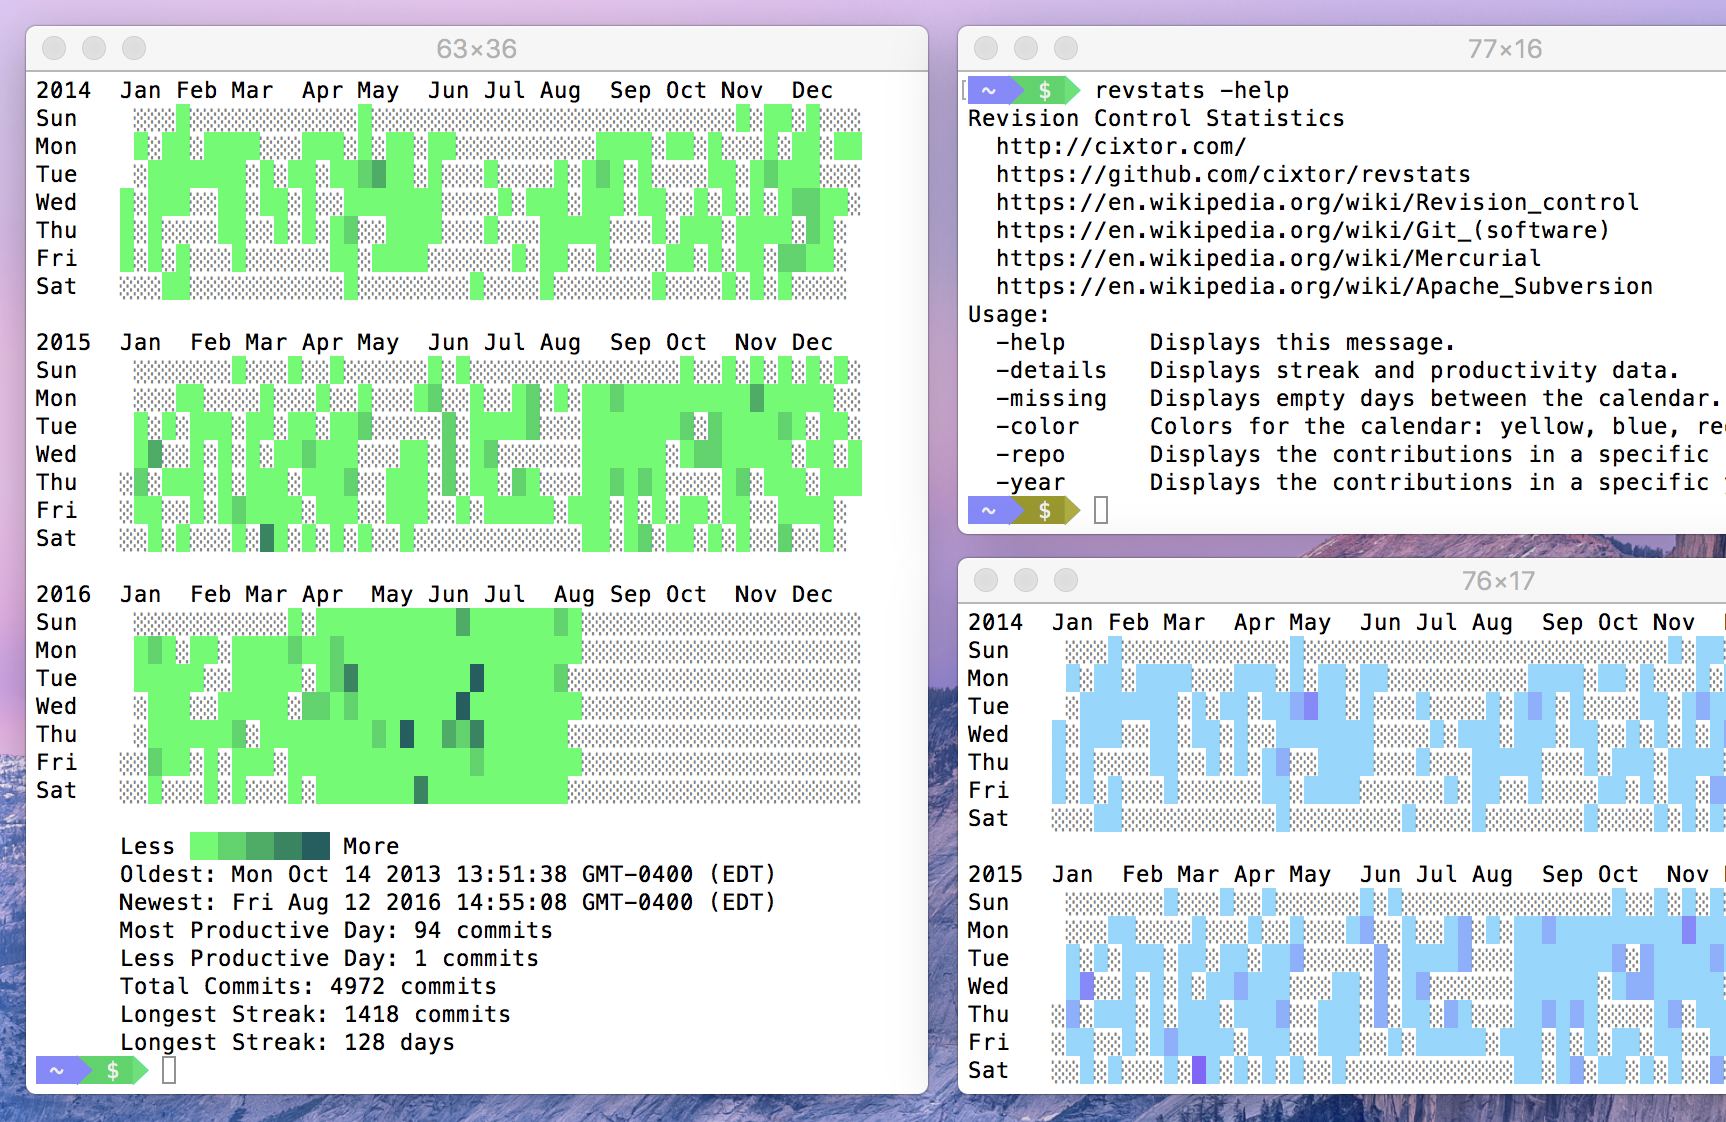 63×36
2014 Jan Feb Mar Apr May Jun Jul Aug Sep Oct Nov Dec
Sun
Mon
Tue
Wed
Thu
Fri
Sat
2015 Jan Feb Mar Apr May Jun Jul Aug Sep Oct Nov Dec
Sun
Mon
Tue
Wed
Thu
Fri
Sat
2016 Jan Feb Mar Apr May Jun Jul Aug Sep Oct Nov Dec
Sun
Mon
Tue
Wed
Thu
Fri
Sat
Less More
Oldest: Mon Oct 14 2013 13:51:38 GMT-0400 (EDT)
Newest: Fri Aug 12 2016 14:55:08 GMT-0400 (EDT)
Most Productive Day: 94 commits
Less Productive Day: 1 commits
Total Commits: 4972 commits
Longest Streak: 1418 commits
Longest Streak: 128 days
~ $
77×16
~ $ revstats -help
Revision Control Statistics
http://cixtor.com/
https://github.com/cixtor/revstats
https://en.wikipedia.org/wiki/Revision_control
https://en.wikipedia.org/wiki/Git_(software)
https://en.wikipedia.org/wiki/Mercurial
https://en.wikipedia.org/wiki/Apache_Subversion
Usage:
-help Displays this message.
-details Displays streak and productivity data.
-missing Displays empty days between the calendar.
-color Colors for the calendar: yellow, blue,
-repo Displays the contributions in a specific
-year Displays the contributions in a specific
~ $
76×17
2014 Jan Feb Mar Apr May Jun Jul Aug Sep Oct Nov
Sun
Mon
Tue
Wed
Thu
Fri
Sat
2015 Jan Feb Mar Apr May Jun Jul Aug Sep Oct Nov
Sun
Mon
Tue
Wed
Thu
Fri
Sat